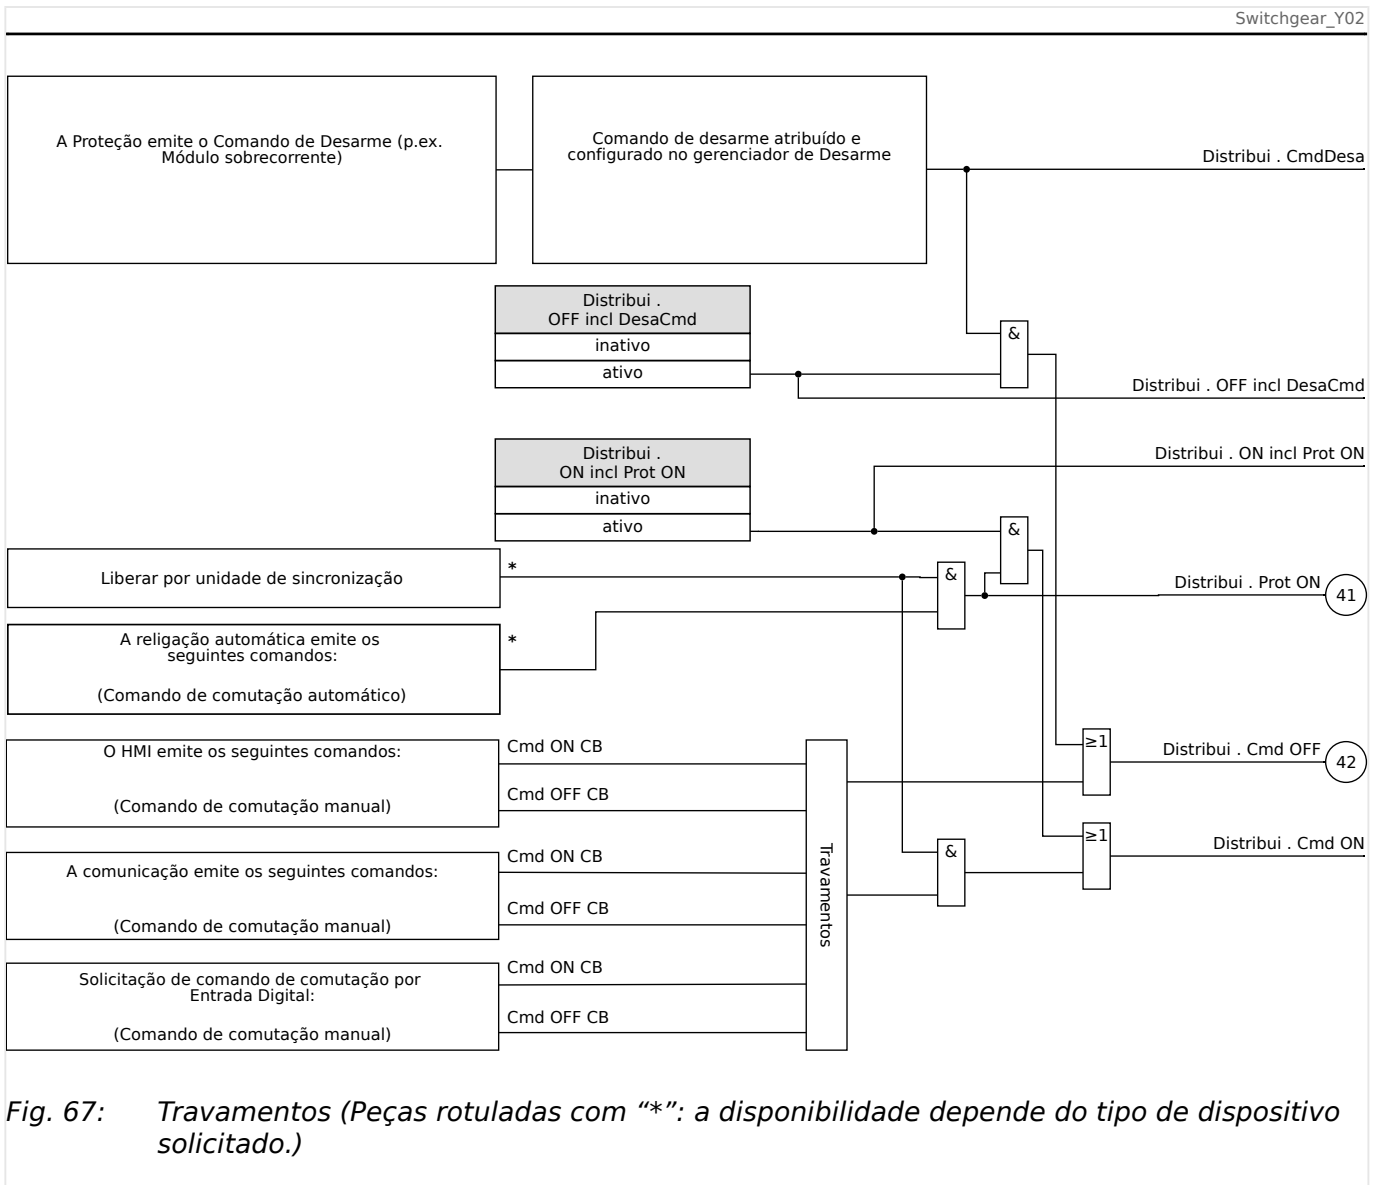 Switchgear_Y02
A Proteção emite o Comando de Desarme (p.ex.
Módulo sobrecorrente)
Comando de desarme atribuído e
configurado no gerenciador de Desarme
Distribui . CmdDesa
Distribui .
OFF incl DesaCmd
inativo
ativo
&
Distribui . OFF incl DesaCmd
Distribui .
ON incl Prot ON
inativo
ativo
Distribui . ON incl Prot ON
&
Liberar por unidade de sincronização
*
&
Distribui . Prot ON
41
A religação automática emite os
seguintes comandos:
(Comando de comutação automático)
*
O HMI emite os seguintes comandos:
(Comando de comutação manual)
Cmd ON CB
Cmd OFF CB
≥1
Distribui . Cmd OFF
42
A comunicação emite os seguintes comandos:
(Comando de comutação manual)
Cmd ON CB
Cmd OFF CB
Travamentos
&
≥1
Distribui . Cmd ON
Solicitação de comando de comutação por
Entrada Digital:
(Comando de comutação manual)
Cmd ON CB
Cmd OFF CB
Fig. 67: Travamentos (Peças rotuladas com “*”: a disponibilidade depende do tipo de dispositivo
solicitado.)